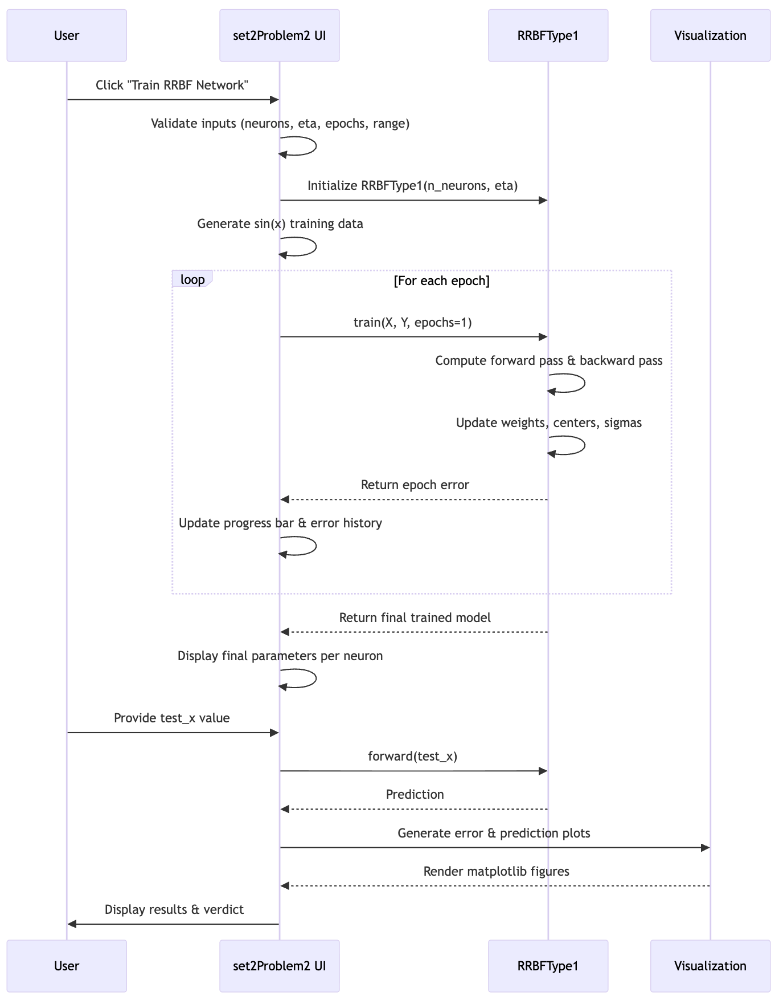 User
set2Problem2 UI
RRBFType1
Visualization
Click "Train RRBF Network"
Validate inputs (neurons, eta, epochs, range)
Initialize RRBFType1(n_neurons, eta)
Generate sin(x) training data
loop
[For each epoch]
train(X, Y, epochs=1)
Compute forward pass & backward pass
Update weights, centers, sigmas
Return epoch error
Update progress bar & error history
Return final trained model
Display final parameters per neuron
Provide test_x value
forward(test_x)
Prediction
Generate error & prediction plots
Render matplotlib figures
Display results & verdict
User
set2Problem2 UI
RRBFType1
Visualization